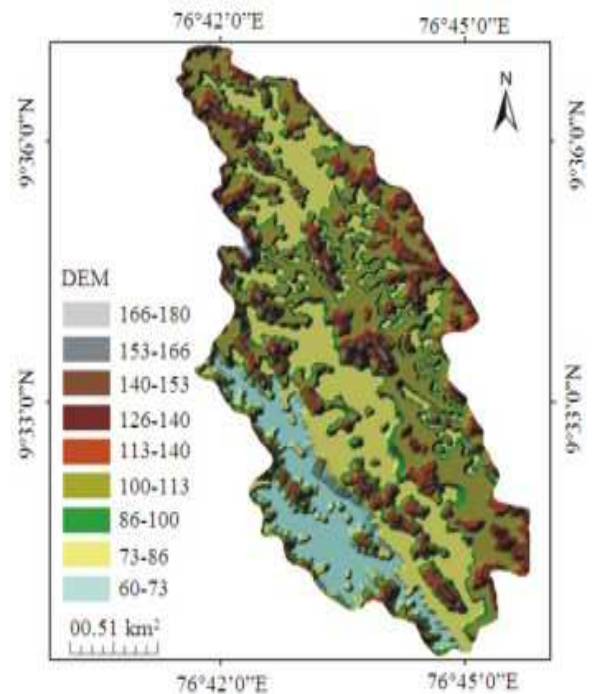 76°42’0”E 76°45’0”E
N
9°36’0”N 9°36’0”N
DEM
166-180
153-166
140-153
126-140
113-140
100-113
86-100
73-86
60-73
9°33’0”N 9°33’0”N
00.51 km²
76°42’0”E 76°45’0”E